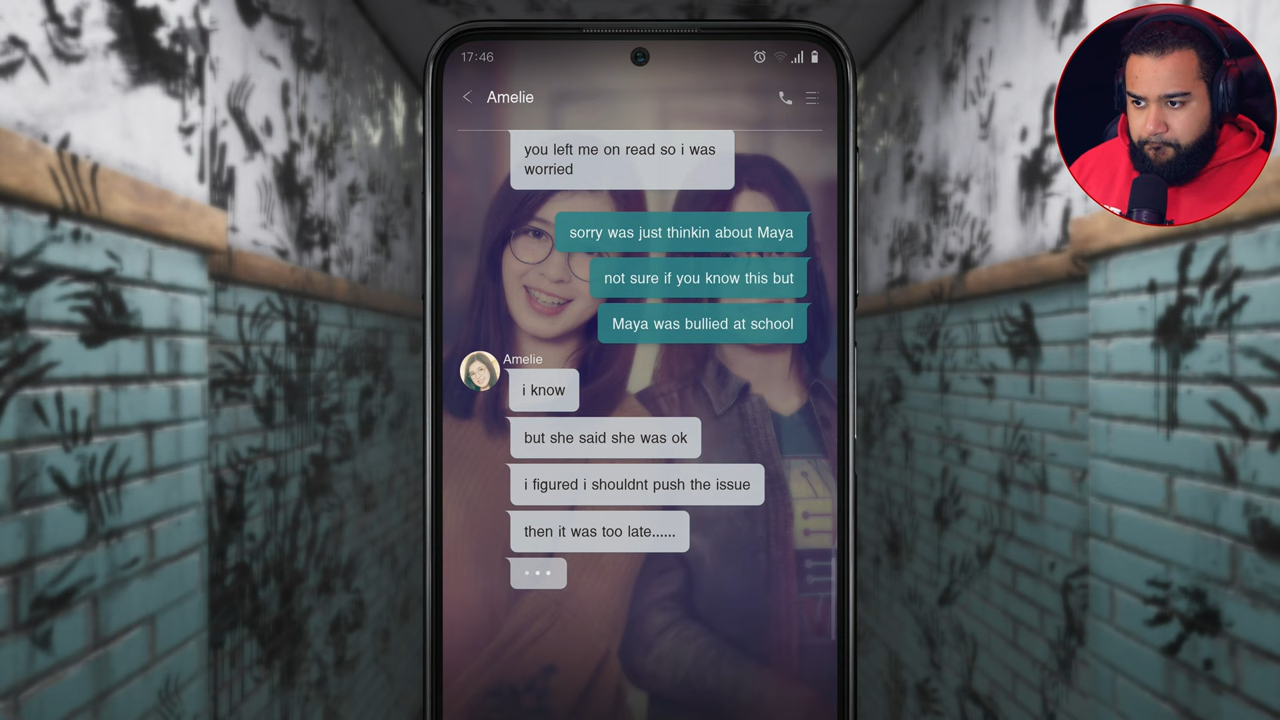 17:46
Amelie
you left me on read so i was
worried
sorry was just thinkin about Maya
not sure if you know this but
Maya was bullied at school
Amelie
i know
but she said she was ok
i figured i shouldnt push the issue
then it was too late......